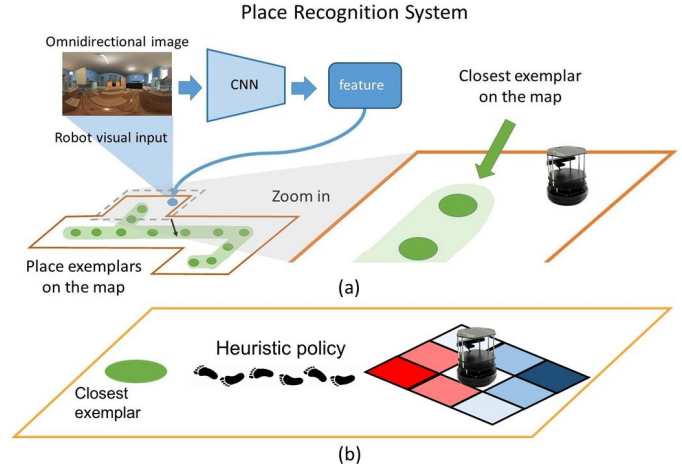 Place Recognition System
Omnidirectional image
CNN
feature
Closest exemplar
on the map
Robot visual input
Zoom in
Place exemplars
on the map
(a)
Heuristic policy
Closest
exemplar
(b)